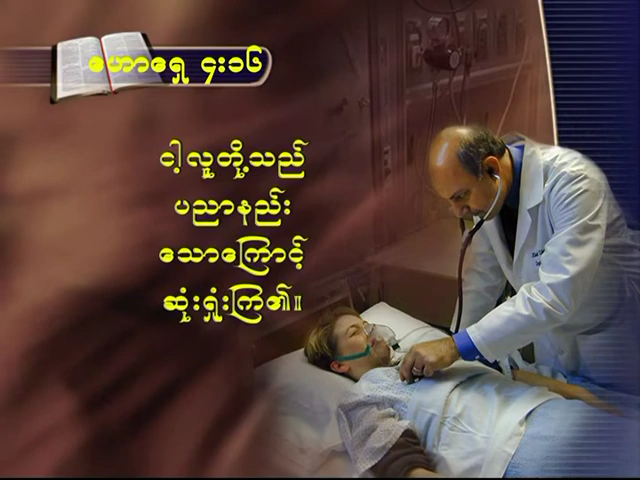 ဟောရှေ ၄း၁၆
ငါ့လူတို့သည်
ပညာနည်း
သောကြောင့်
ဆုံးရှုံးကြ၏။